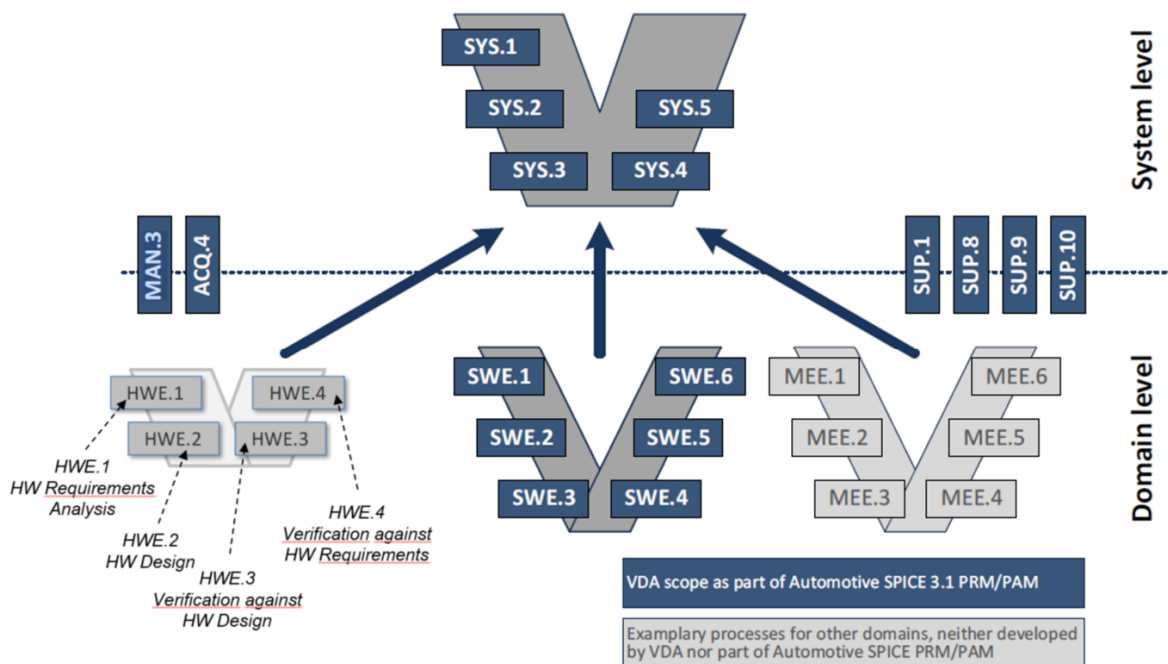 SYS.1
SYS.2
SYS.5
SYS.3
SYS.4
System level
MAN.3
ACQ.4
SUP.1
SUP.8
SUP.9
SUP.10
HWE.1
HWE.4
HWE.2
HWE.3
HWE.1
HW Requirements
Analysis
HWE.2
HW Design
HWE.3
Verification against
HW Design
HWE.4
Verification against
HW Requirements
SWE.1
SWE.6
SWE.2
SWE.5
SWE.3
SWE.4
MEE.1
MEE.6
MEE.2
MEE.5
MEE.3
MEE.4
Domain level
VDA scope as part of Automotive SPICE 3.1 PRM/PAM
Examplary processes for other domains, neither developed
by VDA nor part of Automotive SPICE PRM/PAM